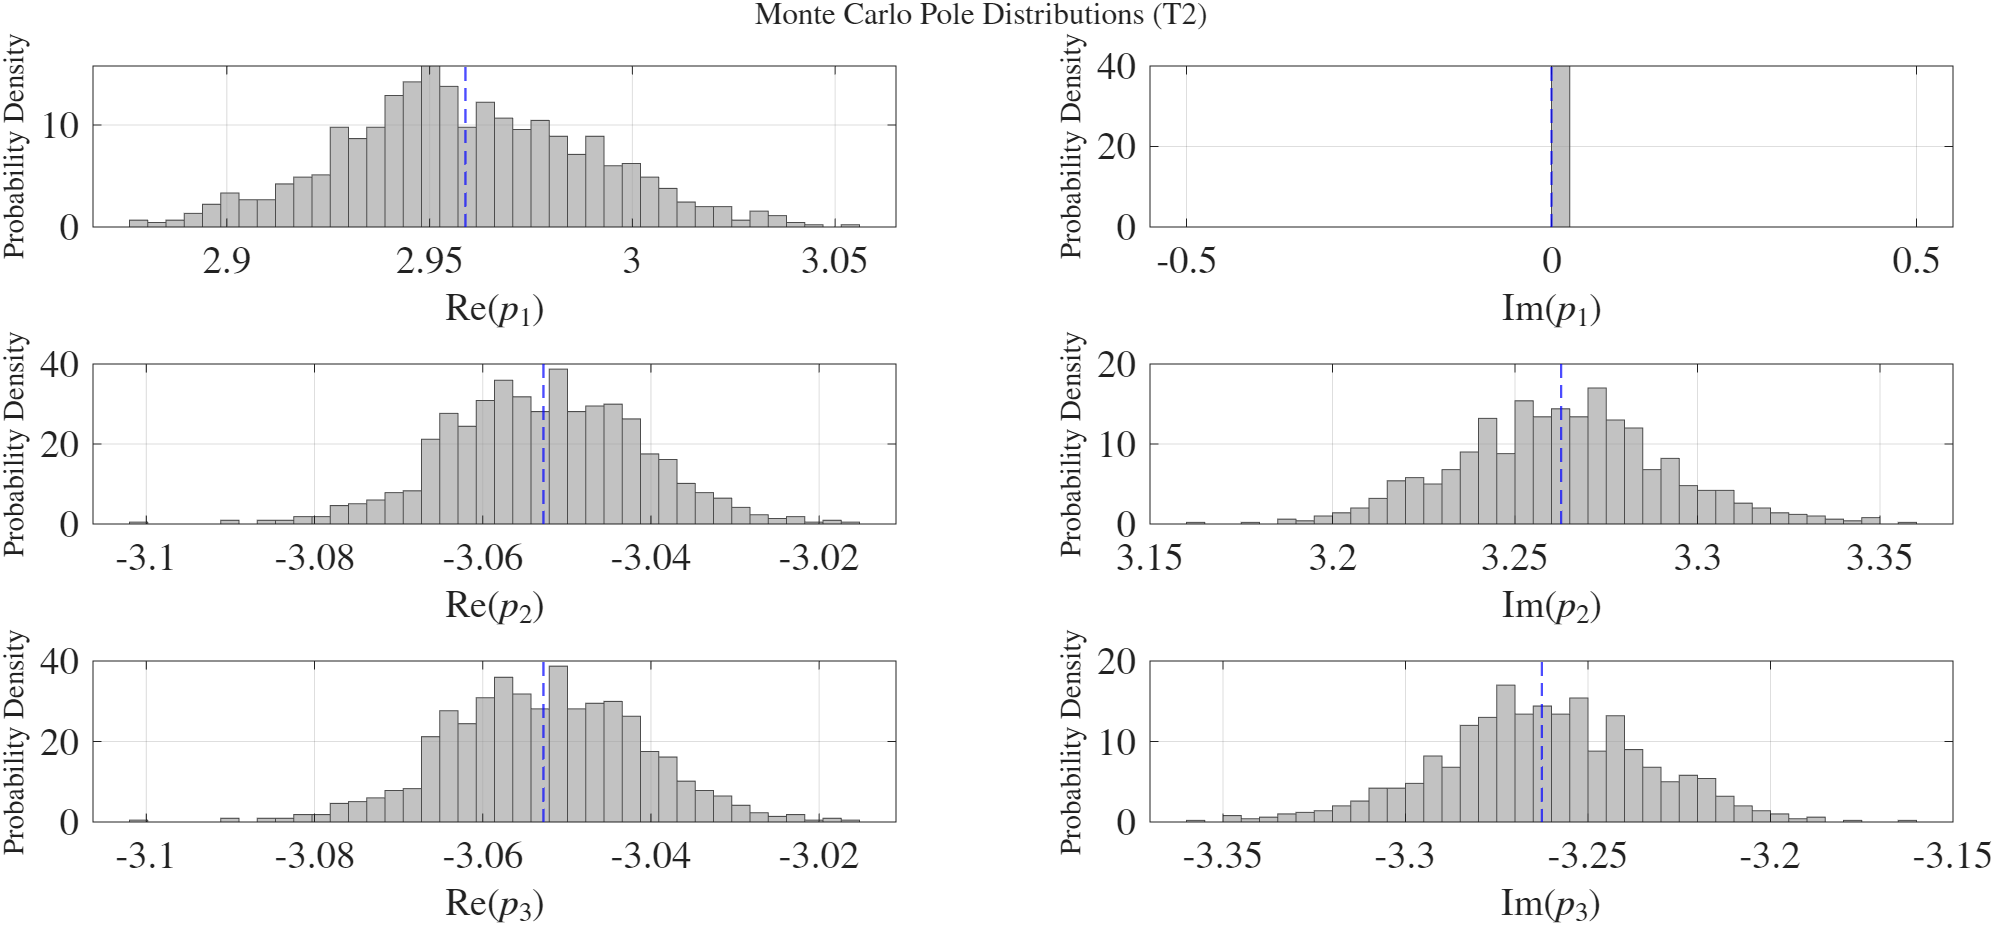 Monte Carlo Pole Distributions (T2)
Probability Density
10
0
2.9 2.95 3 3.05
Re(p1)
Probability Density
40
20
0
-0.5 0 0.5
Im(p1)
Probability Density
40
20
0
-3.1 -3.08 -3.06 -3.04 -3.02
Re(p2)
Probability Density
20
10
0
3.15 3.2 3.25 3.3 3.35
Im(p2)
Probability Density
40
20
0
-3.1 -3.08 -3.06 -3.04 -3.02
Re(p3)
Probability Density
20
10
0
-3.35 -3.3 -3.25 -3.2 -3.15
Im(p3)